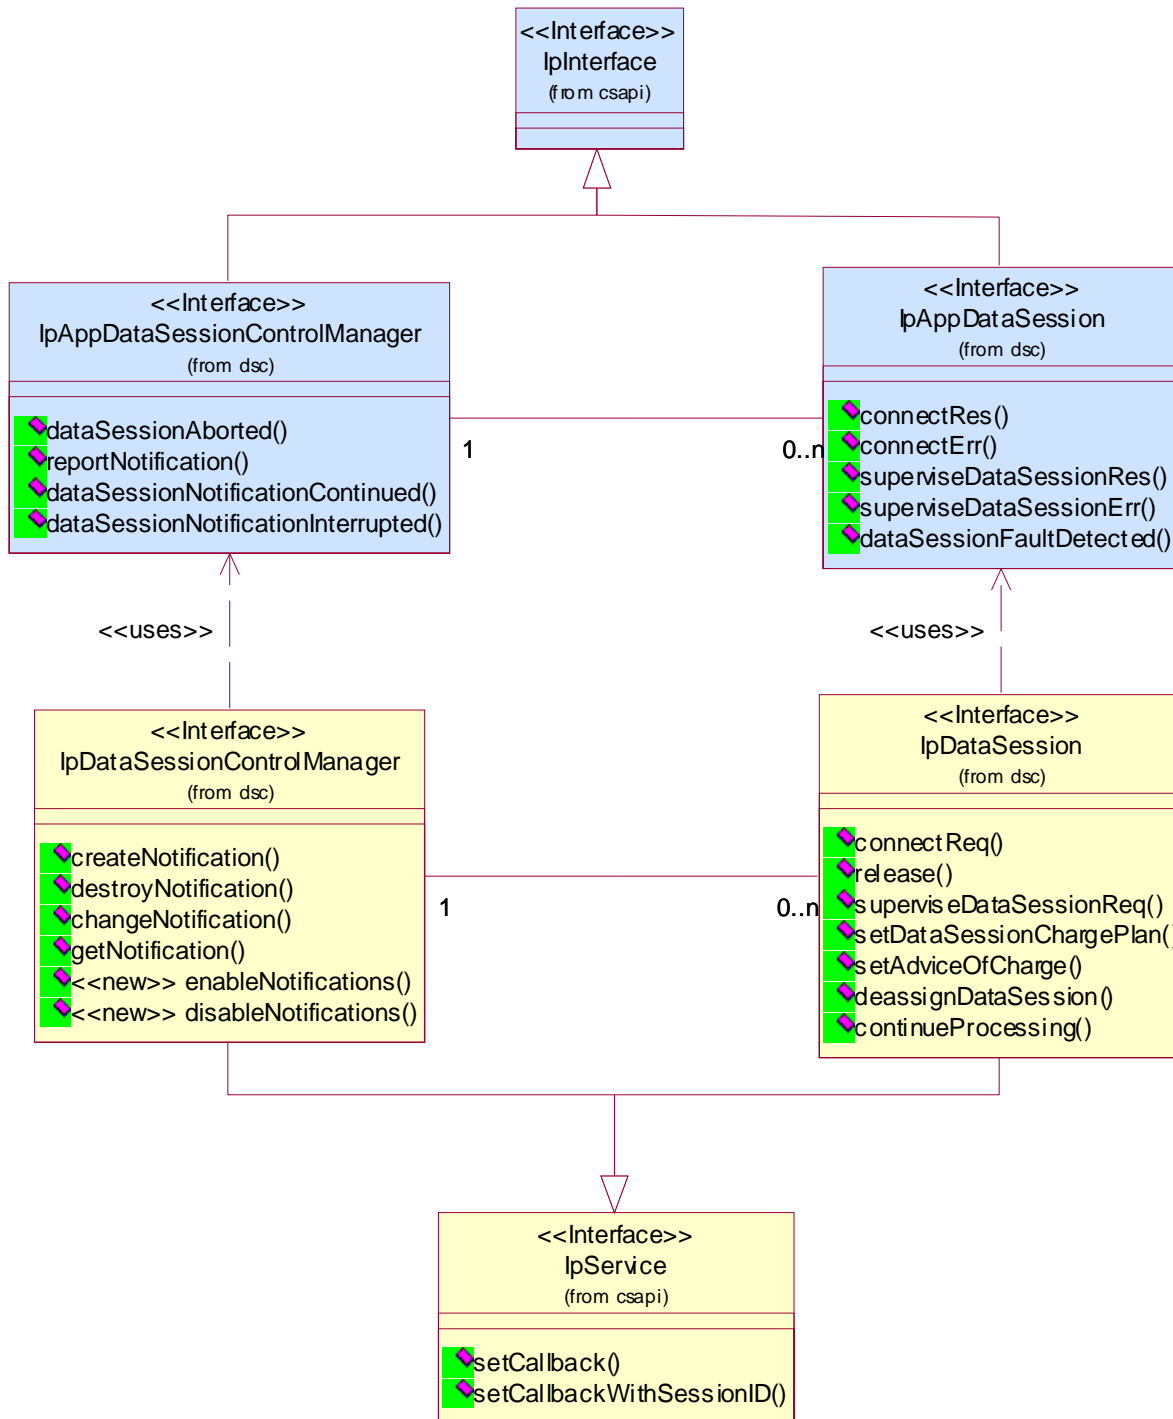 <<Interface>>
IpInterface
(from csapi)
<<Interface>>
IpAppDataSessionControlManager
(from dsc)
dataSessionAborted()
reportNotification()
dataSessionNotificationContinued()
dataSessionNotificationInterrupted()
<<Interface>>
IpAppDataSession
(from dsc)
connectRes()
connectErr()
superviseDataSessionRes()
superviseDataSessionErr()
dataSessionFaultDetected()
1
0..n
<<uses>>
<<uses>>
<<Interface>>
IpDataSessionControlManager
(from dsc)
createNotification()
destroyNotification()
changeNotification()
getNotification()
<<new>> enableNotifications()
<<new>> disableNotifications()
<<Interface>>
IpDataSession
(from dsc)
connectReq()
release()
superviseDataSessionReq()
setDataSessionChargePlan()
setAdviceOfCharge()
deassignDataSession()
continueProcessing()
1
0..n
<<Interface>>
IpService
(from csapi)
setCallback()
setCallbackWithSessionID()